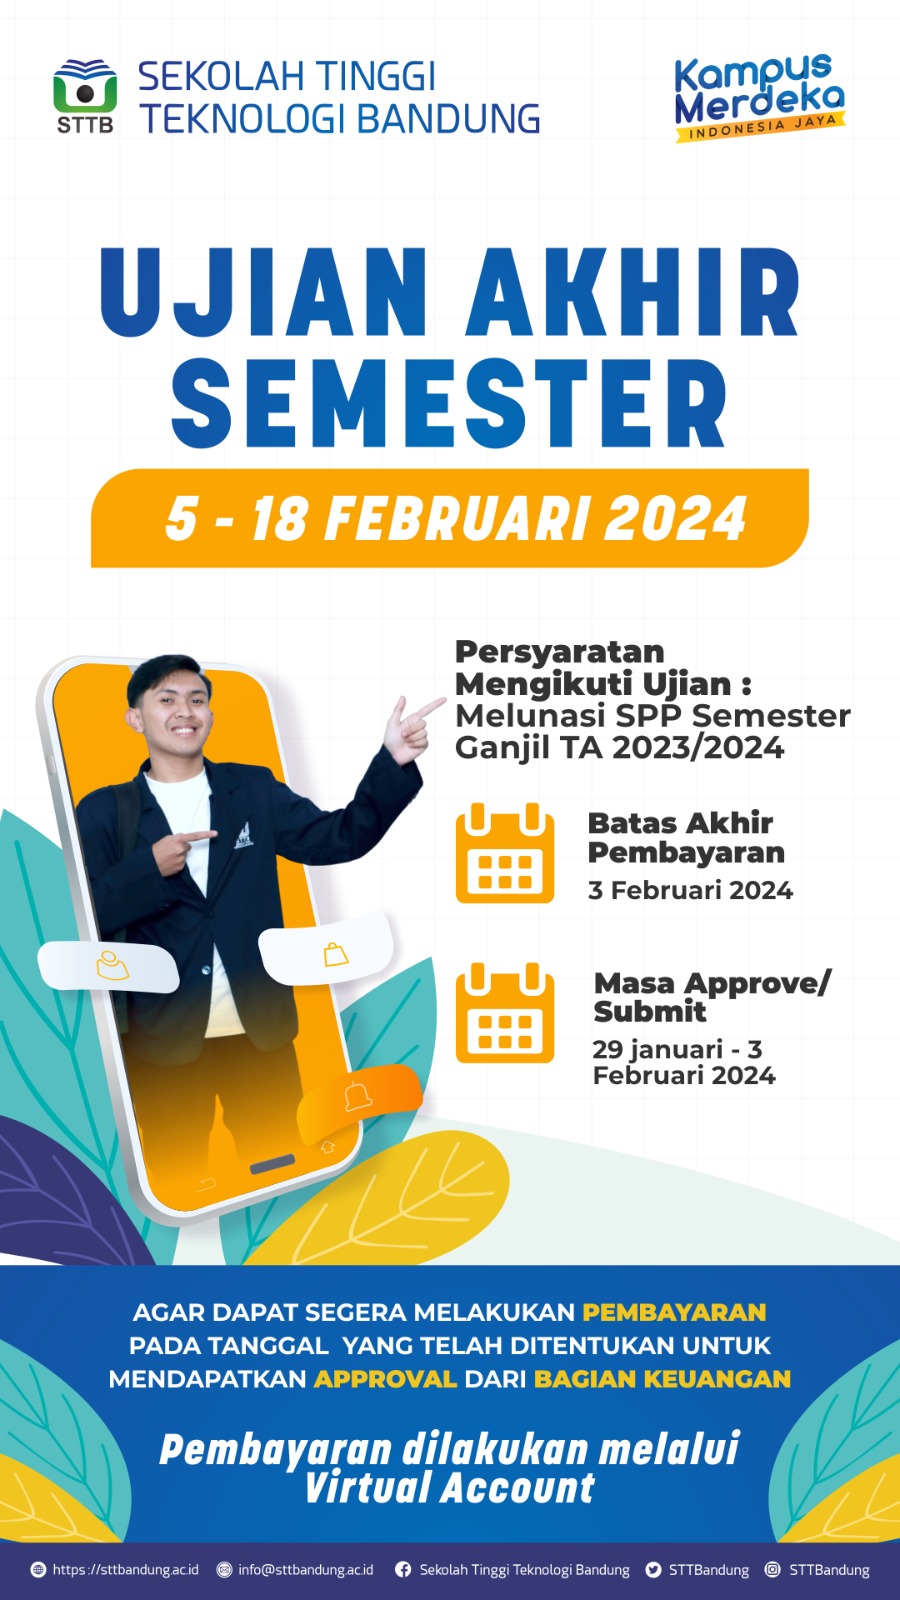 STTB
SEKOLAH TINGGI
TEKNOLOGI BANDUNG
Kampus
Merdeka
INDONESIA JAYA
UJIAN AKHIR
SEMESTER
5 - 18 FEBRUARI 2024
Persyaratan
Mengikuti Ujian :
Melunasi SPP Semester
Ganjil TA 2023/2024
Batas Akhir
Pembayaran
3 Februari 2024
Masa Approve/
Submit
29 januari - 3
Februari 2024
AGAR DAPAT SEGERA MELAKUKAN PEMBAYARAN
PADA TANGGAL YANG TELAH DITENTUKAN UNTUK
MENDAPATKAN APPROVAL DARI BAGIAN KEUANGAN
Pembayaran dilakukan melalui
Virtual Account
https://sttbandung.ac.id info@sttbandung.ac.id Sekolah Tinggi Teknologi Bandung STTBandung STTBandung